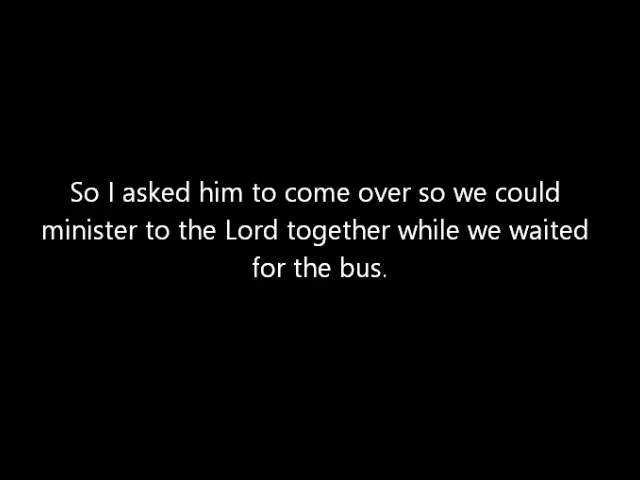 So I asked him to come over so we could
minister to the Lord together while we waited
for the bus.